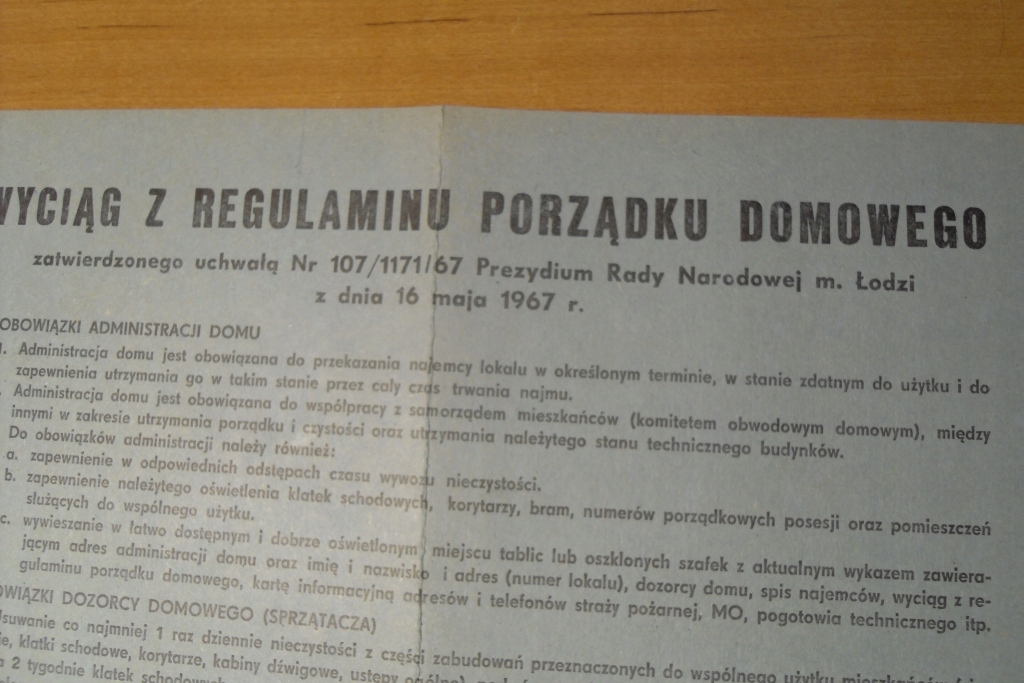 WYCIĄG Z REGULAMINU PORZĄDKU DOMOWEGO
zatwierdzonego uchwałą Nr 107/1171/67 Prezydium Rady Narodowej m. Łodzi
z dnia 16 maja 1967 r.
OBOWIĄZKI ADMINISTRACJI DOMU
1. Administracja domu jest obowiązana do przekazania najemcy lokalu w określonym terminie, w stanie zdatnym do użytku i do
zapewnienia utrzymania go w takim stanie przez cały czas trwania najmu.
Administracja domu jest obowiązana do współpracy z samorządem mieszkańców (komitetem obwodowym domowym), między
innymi w zakresie utrzymania porządku i czystości oraz utrzymania należytego stanu technicznego budynków.
Do obowiązków administracji należy również:
a. zapewnienie w odpowiednich odstępach czasu wywozu nieczystości.
b. zapewnienie należytego oświetlenia klatek schodowych, korytarzy, bram, numerów porządkowych posesji oraz pomieszczeń
służących do wspólnego użytku.
c. wywieszanie w łatwo dostępnym i dobrze oświetlonym miejscu tablic lub oszklonych szafek z aktualnym wykazem zawiera-
jącym adres administracji domu oraz imię i nazwisko i adres (numer lokalu), dozorcy domu, spis najemców, wyciąg z re-
gulaminu porządku domowego, kartę informacyjną adresów i telefonów straży pożarnej, MO, pogotowia technicznego itp.
OWIĄZKI DOZORCY DOMOWEGO (SPRZĄTACZA)
suwanie co najmniej 1 raz dziennie nieczystości z części zabudowań przeznaczonych do wspólnego użytku
ie, klatki schodowe, korytarze, kabiny dźwigowe, ustępy
2 tygodnie klatek schodowych